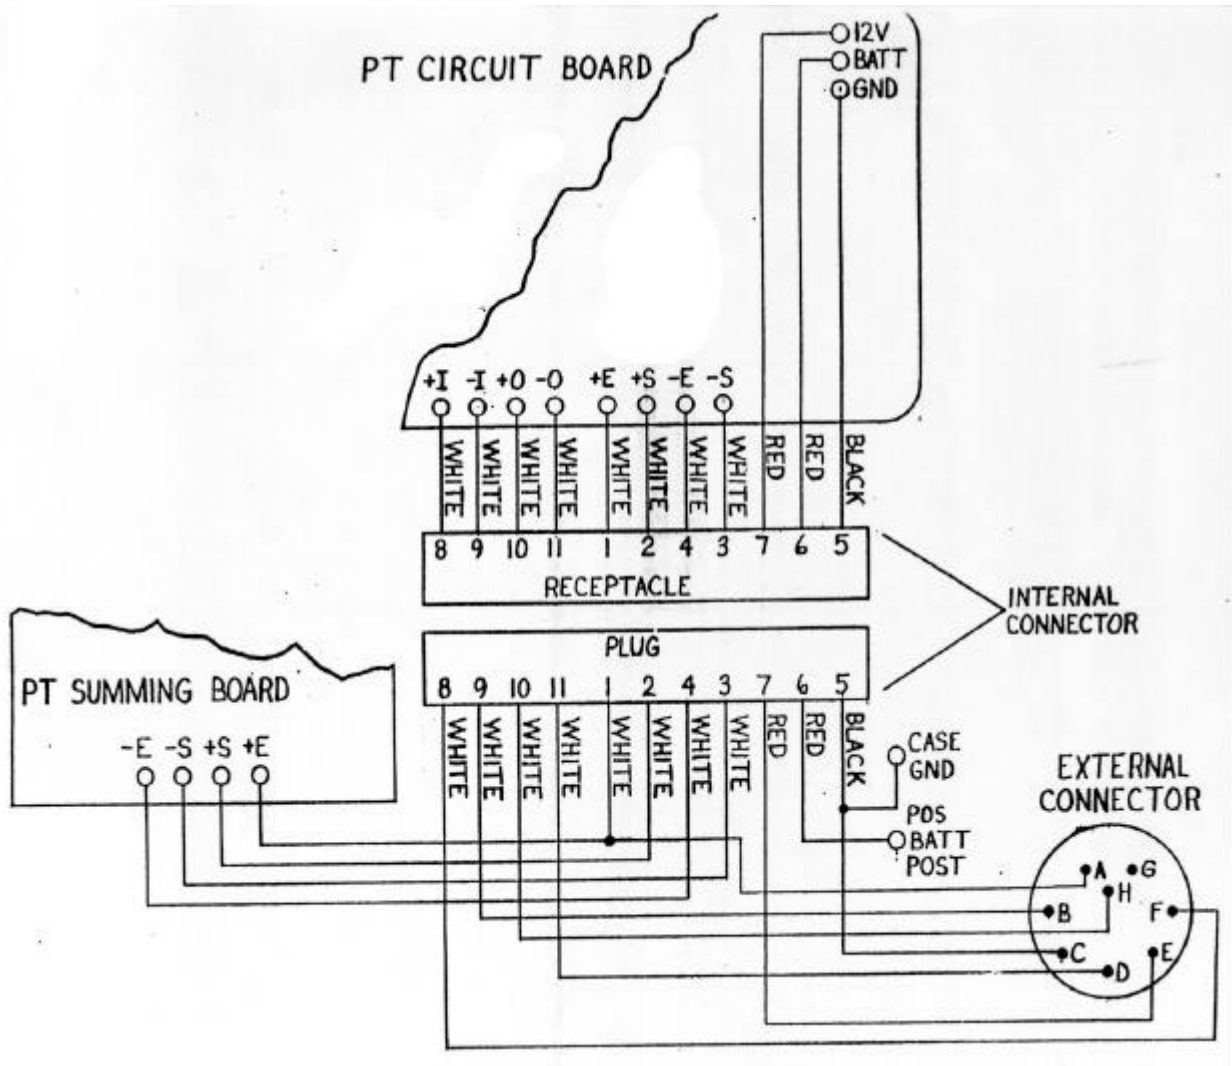 12V
BATT
GND
PT CIRCUIT BOARD
+I -I +O -O +E +S -E -S
WHITE WHITE WHITE WHITE WHITE WHITE WHITE WHITE RED RED BLACK
8 9 10 11 1 2 4 3 7 6 5
RECEPTACLE
INTERNAL
CONNECTOR
PLUG
8 9 10 11 1 2 4 3 7 6 5
WHITE WHITE WHITE WHITE WHITE WHITE WHITE WHITE RED RED BLACK
PT SUMMING BOARD
-E -S +S +E
CASE
GND
POS
BATT
POST
EXTERNAL
CONNECTOR
A G
H
B F
C E
D